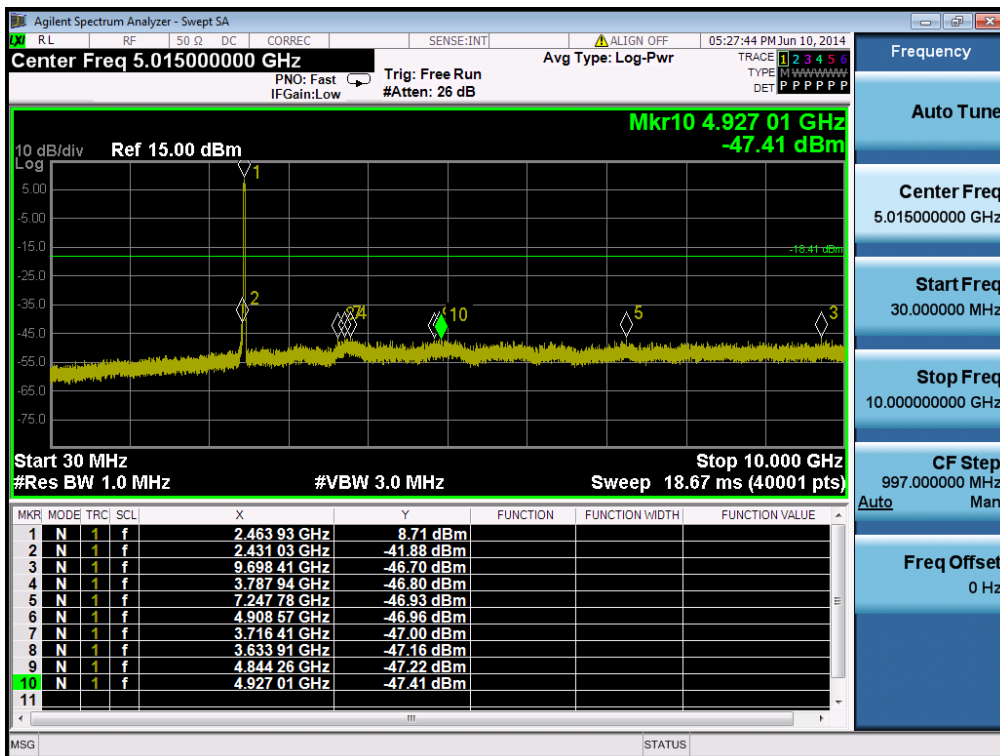 Agilent Spectrum Analyzer - Swept SA
LXI RL RF 50 Ω DC CORREC SENSE:INT ALIGN OFF 05:27:44 PM Jun 10, 2014
Center Freq 5.015000000 GHz
PNO: Fast
IFGain:Low
Trig: Free Run
#Atten: 26 dB
Avg Type: Log-Pwr
TRACE 1 2 3 4 5 6
TYPE M WWWWW
DET P P P P P P
Mkr10 4.927 01 GHz
-47.41 dBm
10 dB/div Ref 15.00 dBm
Log
1
5.00
-5.00
-15.0
-18.41 dBm
-25.0
2
-35.0
74 10 5 3
-45.0
-55.0
-65.0
-75.0
Start 30 MHz Stop 10.000 GHz
#Res BW 1.0 MHz #VBW 3.0 MHz Sweep 18.67 ms (40001 pts)
MKR MODE TRC SCL X Y FUNCTION FUNCTION WIDTH FUNCTION VALUE
1 N 1 f 2.463 93 GHz 8.71 dBm
2 N 1 f 2.431 03 GHz -41.88 dBm
3 N 1 f 9.698 41 GHz -46.70 dBm
4 N 1 f 3.787 94 GHz -46.80 dBm
5 N 1 f 7.247 78 GHz -46.93 dBm
6 N 1 f 4.908 57 GHz -46.96 dBm
7 N 1 f 3.716 41 GHz -47.00 dBm
8 N 1 f 3.633 91 GHz -47.16 dBm
9 N 1 f 4.844 26 GHz -47.22 dBm
10 N 1 f 4.927 01 GHz -47.41 dBm
11
MSG STATUS
Frequency
Auto Tune
Center Freq
5.015000000 GHz
Start Freq
30.000000 MHz
Stop Freq
10.000000000 GHz
CF Step
997.000000 MHz
Auto Man
Freq Offset
0 Hz